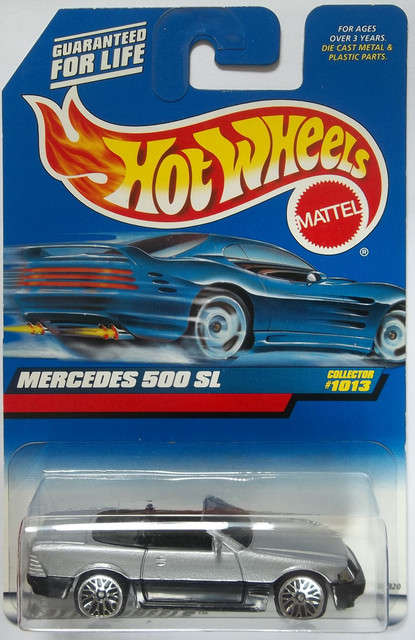 GUARANTEED
FOR LIFE
FOR AGES
OVER 3 YEARS.
DIE CAST METAL &
PLASTIC PARTS.
HOT WHEELS
MATTEL
®
MERCEDES 500 SL
COLLECTOR
#1013